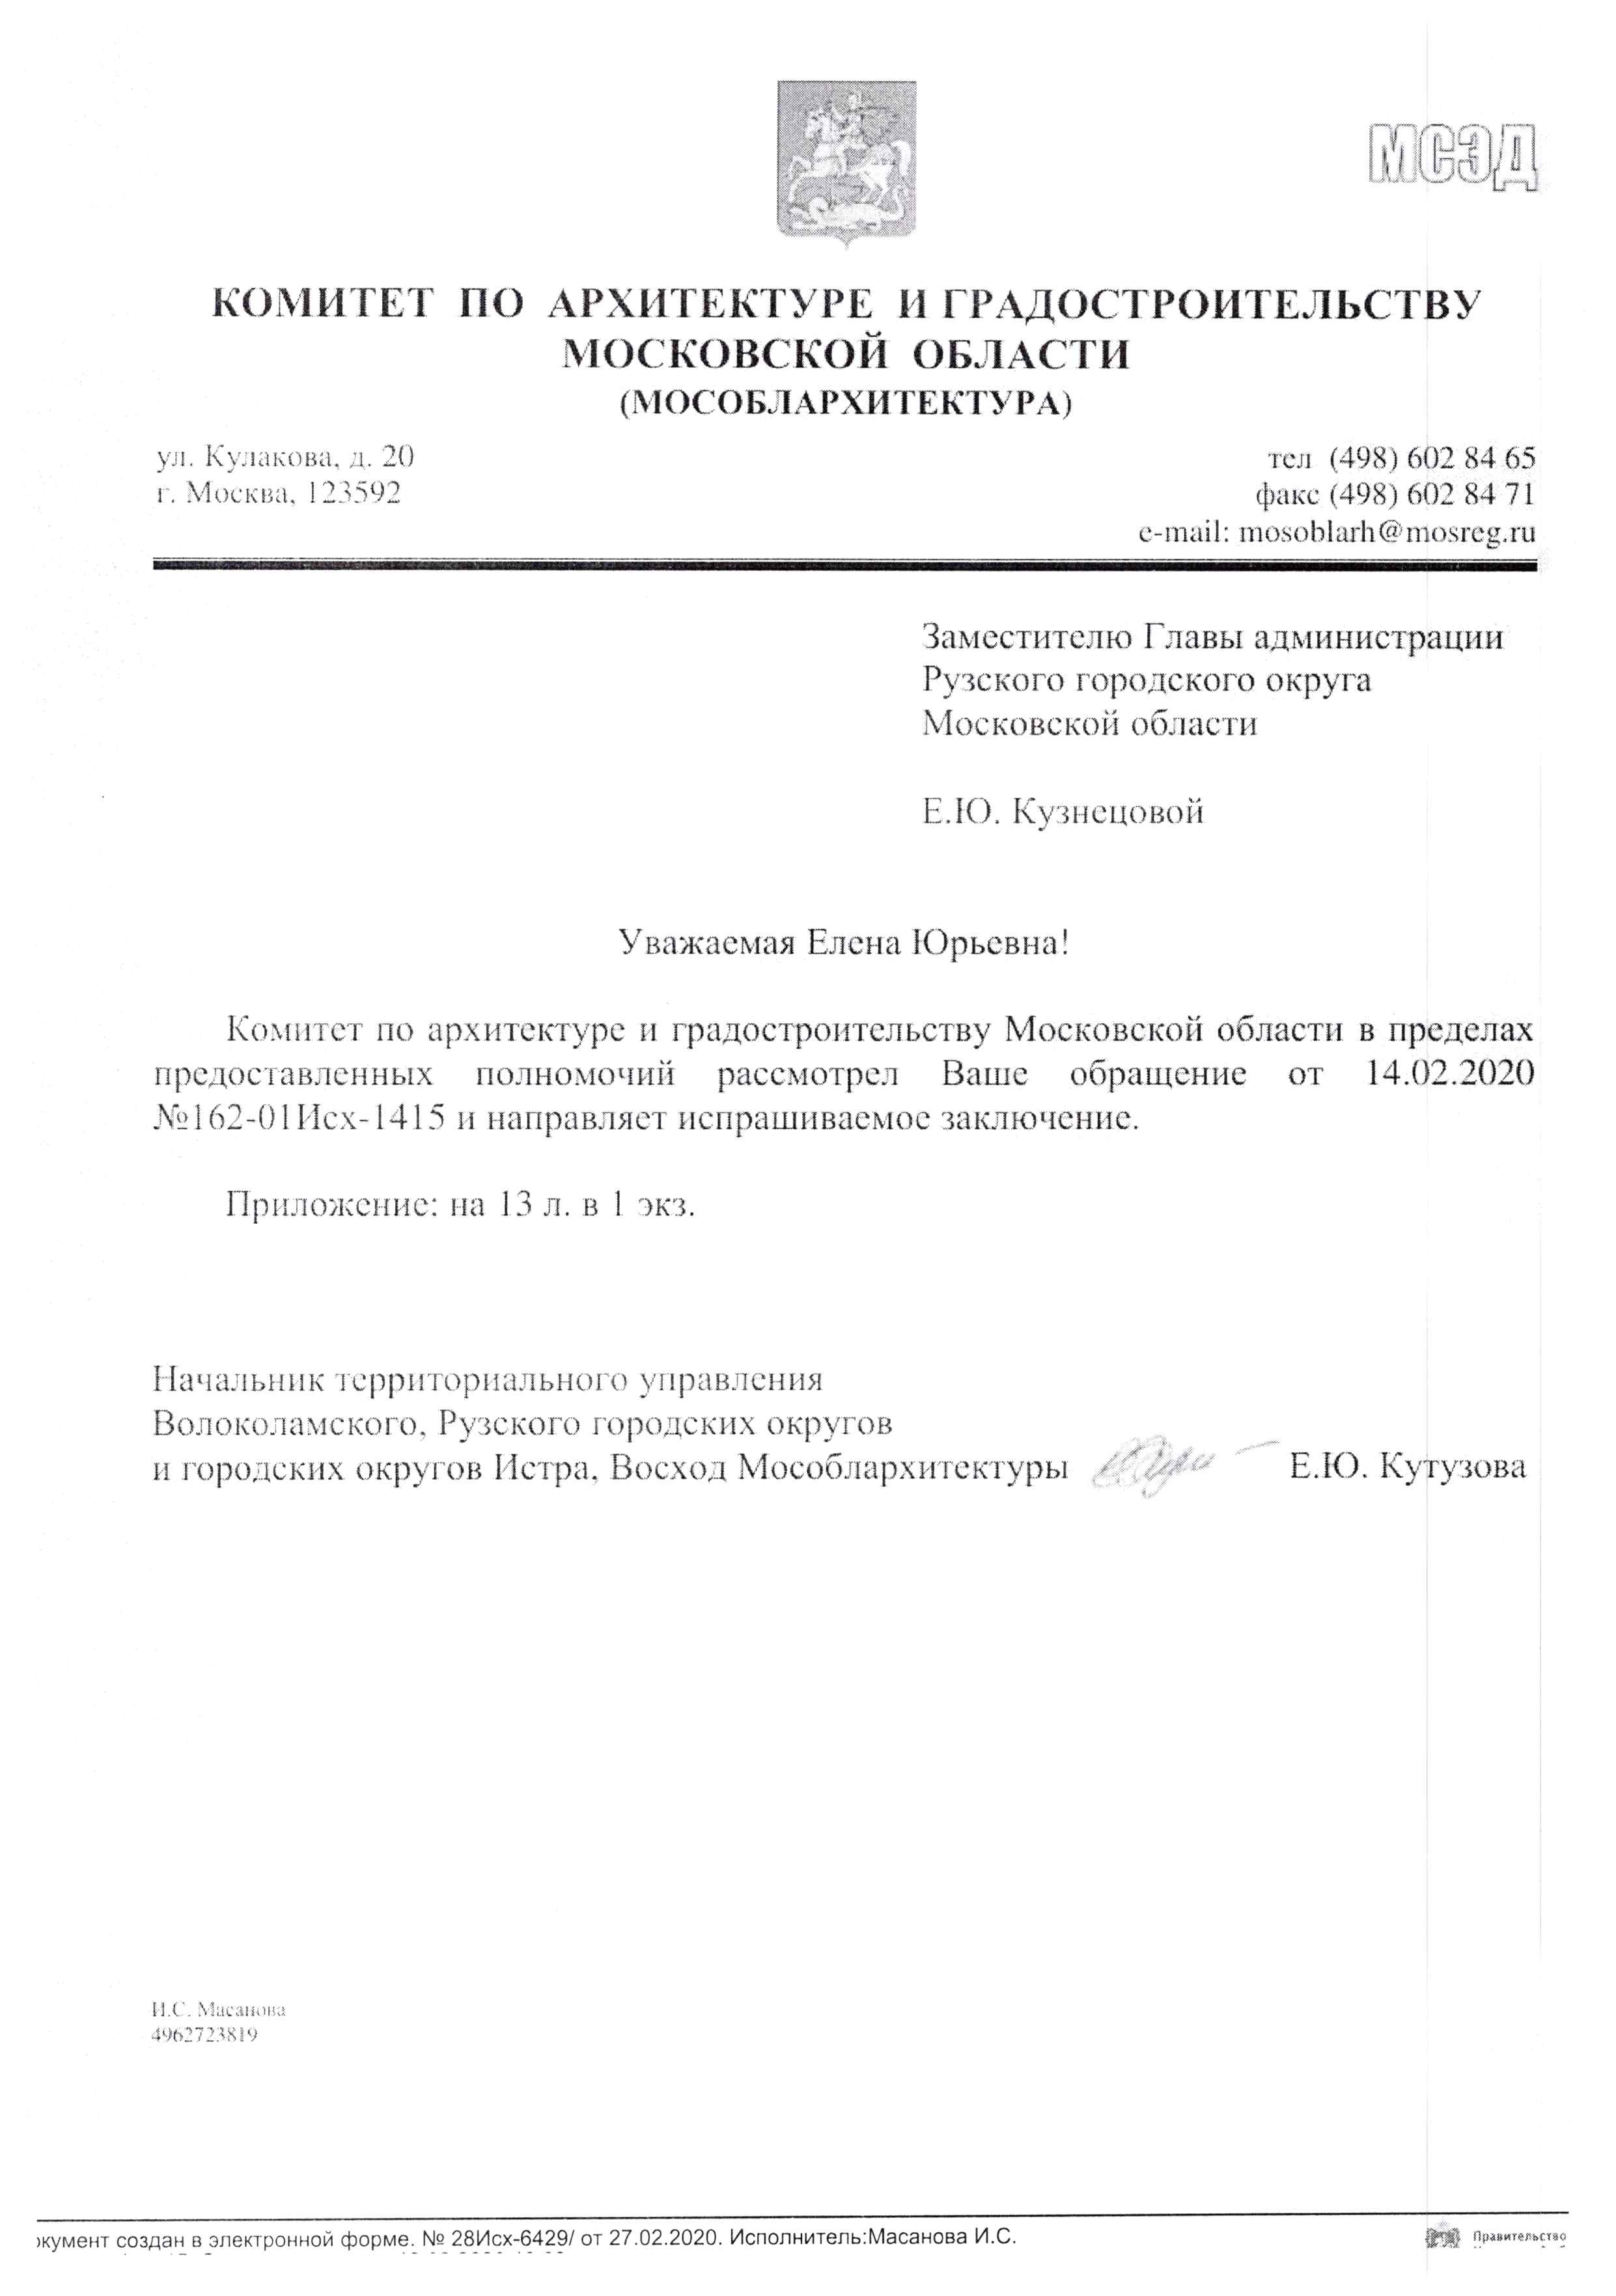 МСЭД
КОМИТЕТ ПО АРХИТЕКТУРЕ И ГРАДОСТРОИТЕЛЬСТВУ
МОСКОВСКОЙ ОБЛАСТИ
(МОСОБЛАРХИТЕКТУРА)
ул. Кулакова, д. 20
г. Москва, 123592
тел (498) 602 84 65
факс (498) 602 84 71
e-mail: mosoblarh@mosreg.ru
Заместителю Главы администрации
Рузского городского округа
Московской области
Е.Ю. Кузнецовой
Уважаемая Елена Юрьевна!
Комитет по архитектуре и градостроительству Московской области в пределах
предоставленных полномочий рассмотрел Ваше обращение от 14.02.2020
№162-01Исх-1415 и направляет испрашиваемое заключение.
Приложение: на 13 л. в 1 экз.
Начальник территориального управления
Волоколамского, Рузского городских округов
и городских округов Истра, Восход Мособлархитектуры Е.Ю. Кутузова
И.С. Масанова
4962723819
окумент создан в электронной форме. № 28Исх-6429/ от 27.02.2020. Исполнитель:Масанова И.С.
Правительство